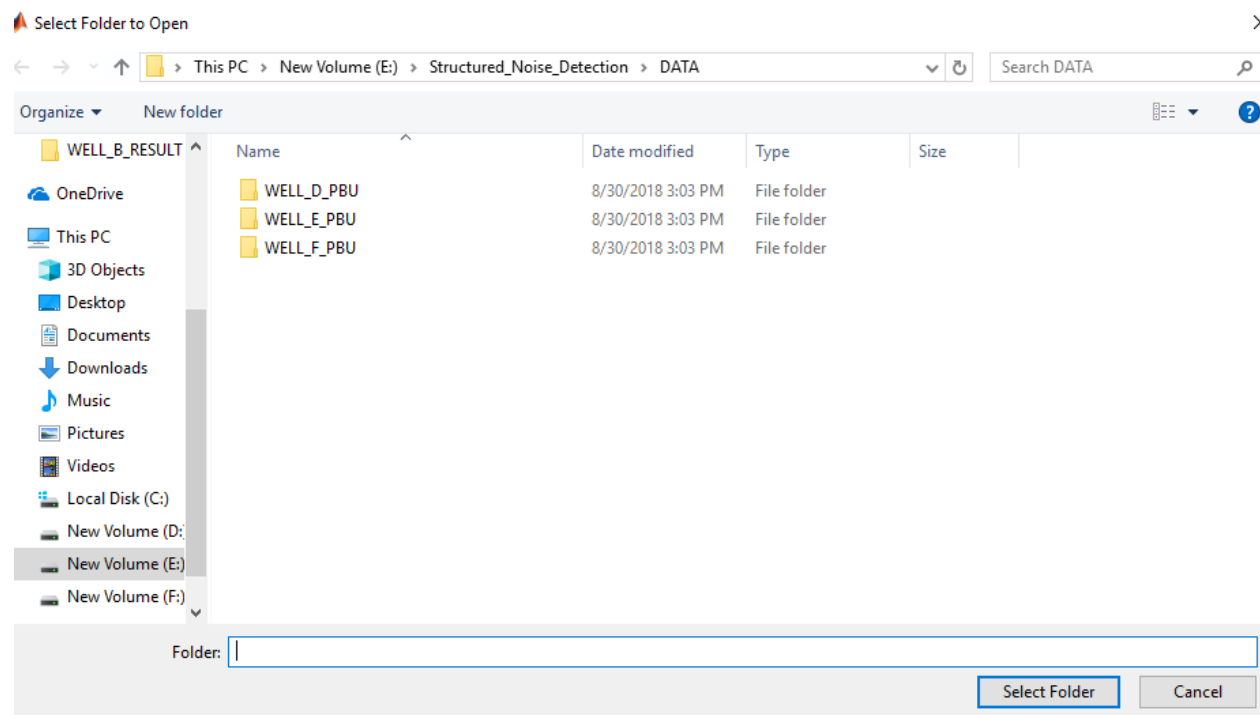 Select Folder to Open
This PC > New Volume (E:) > Structured_Noise_Detection > DATA
Search DATA
Organize
New folder
?
WELL_B_RESULT
OneDrive
This PC
3D Objects
Desktop
Documents
Downloads
Music
Pictures
Videos
Local Disk (C:)
New Volume (D:
New Volume (E:)
New Volume (F:)
Name Date modified Type Size
WELL_D_PBU 8/30/2018 3:03 PM File folder
WELL_E_PBU 8/30/2018 3:03 PM File folder
WELL_F_PBU 8/30/2018 3:03 PM File folder
Folder:
Select Folder
Cancel